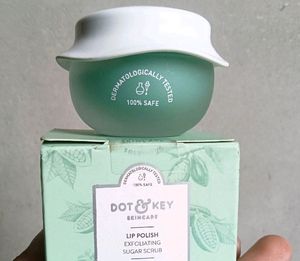 DERMATOLOGICALLY TESTED
100% SAFE
DERMATOLOGICALLY TESTED
100% SAFE
DOT & KEY
SKINCARE
LIP POLISH
EXFOLIATING
SUGAR SCRUB